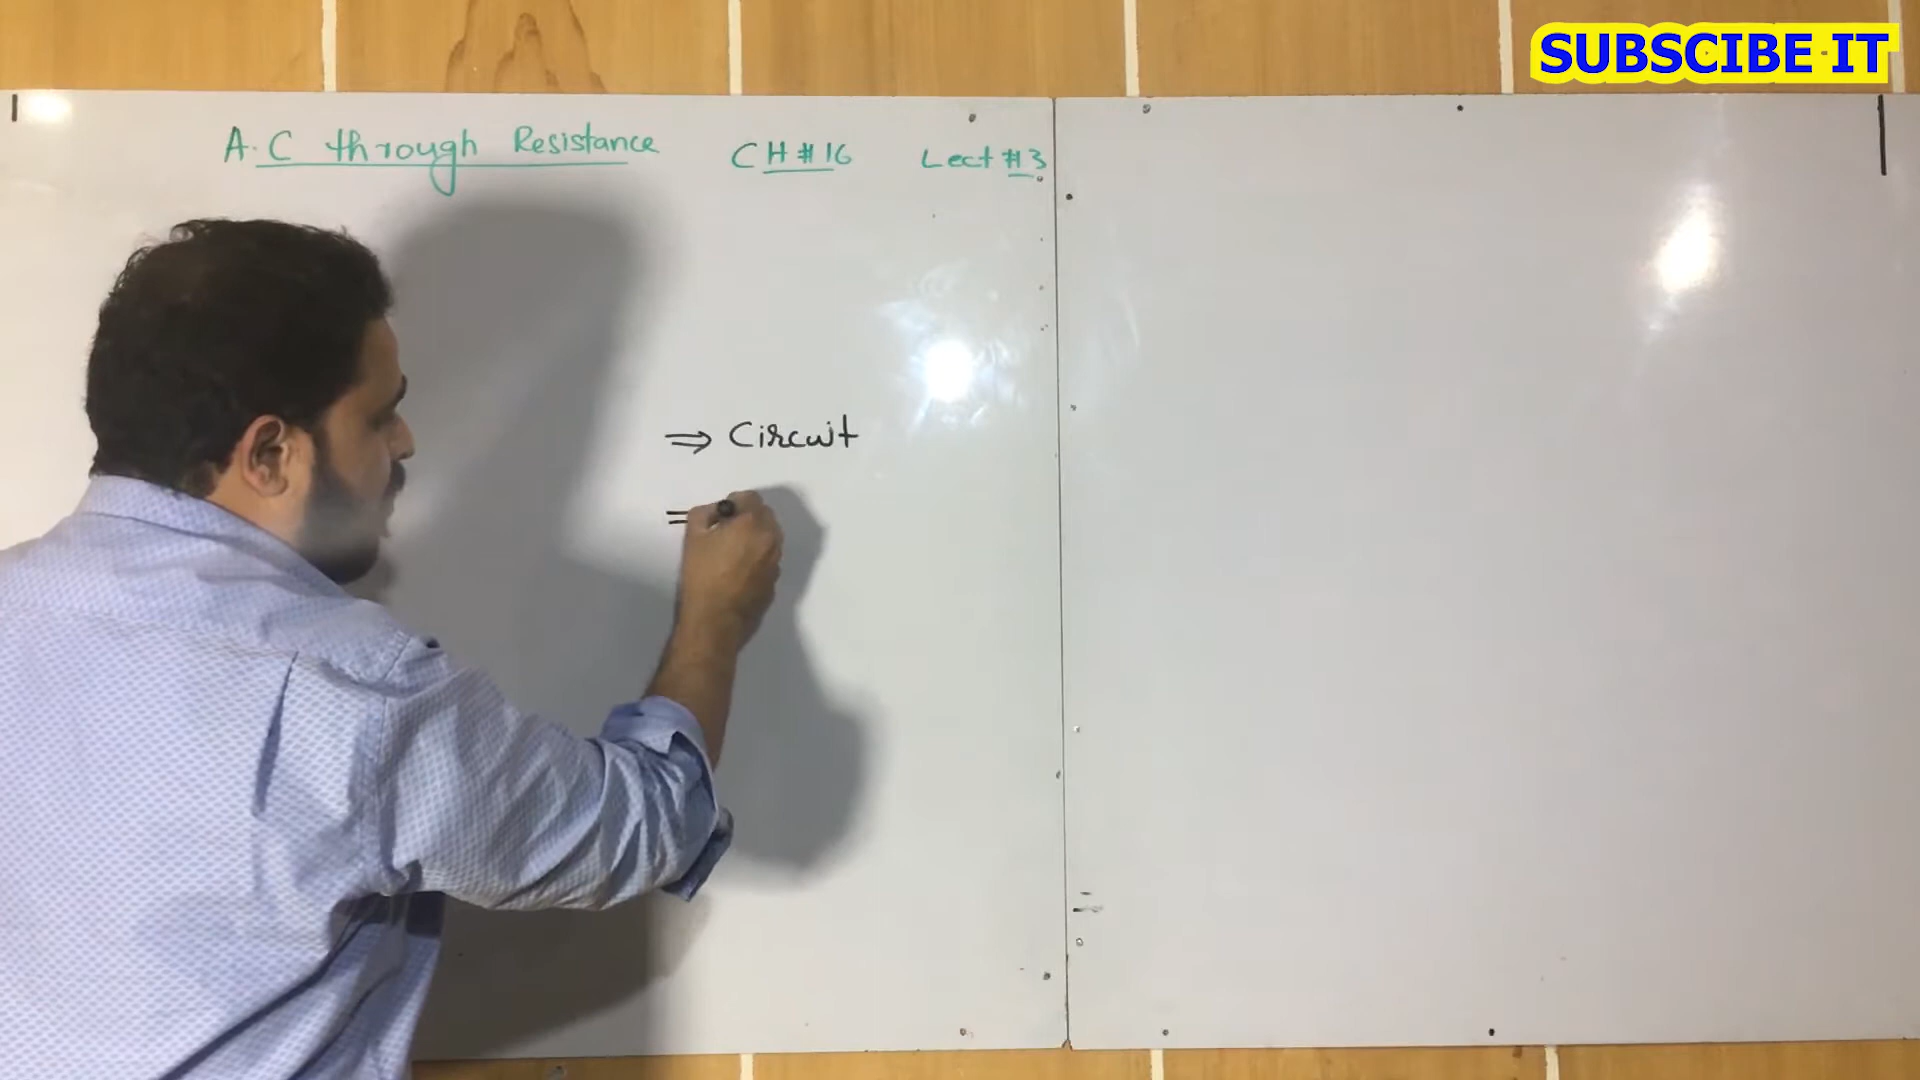 SUBSCIBE IT
A.C through Resistance CH #16 Lect #3
⇒ Circuit
=